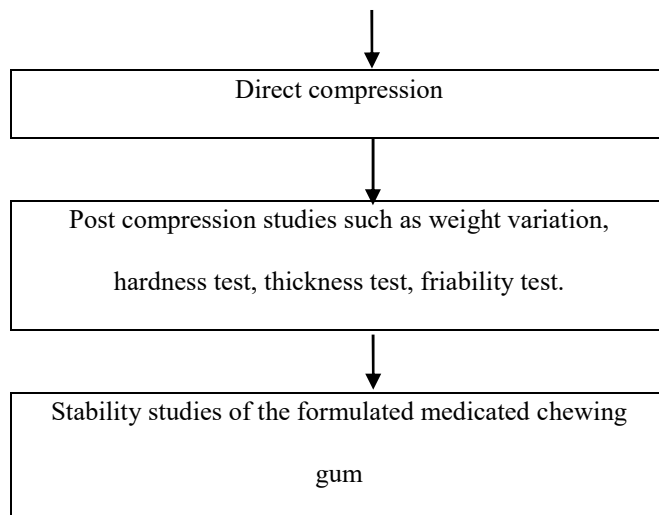 Direct compression
Post compression studies such as weight variation,
hardness test, thickness test, friability test.
Stability studies of the formulated medicated chewing
gum